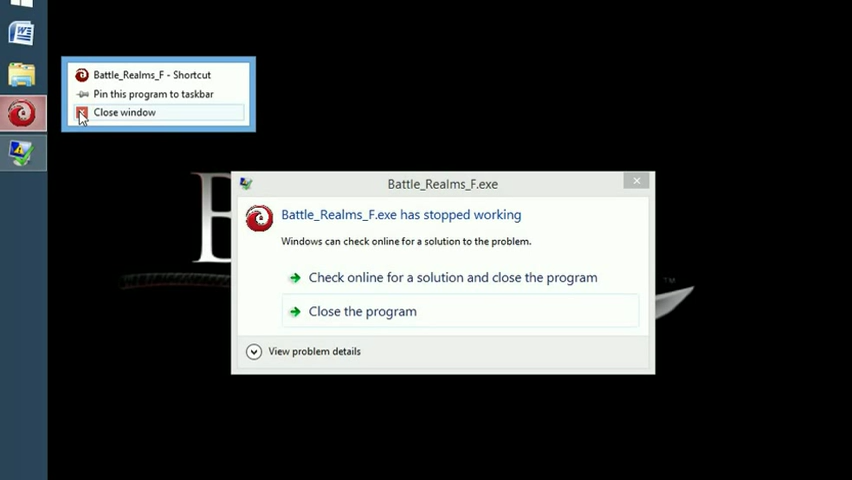 Battle_Realms_F - Shortcut
Pin this program to taskbar
Close window
Battle_Realms_F.exe
Battle_Realms_F.exe has stopped working
Windows can check online for a solution to the problem.
Check online for a solution and close the program
Close the program
View problem details
B
TM